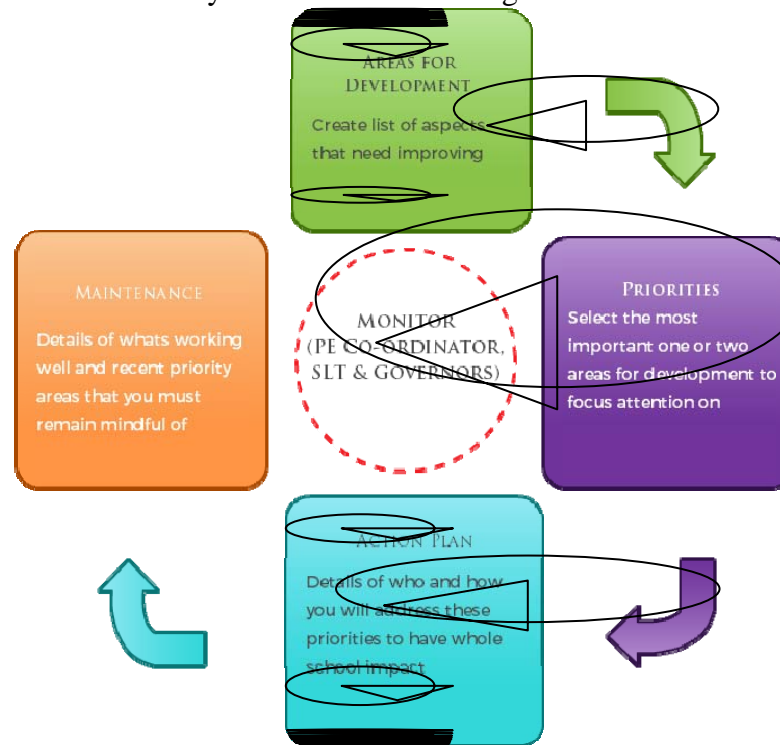 AREAS FOR
DEVELOPMENT
Create list of aspects
that need improving
MAINTENANCE
Details of whats working
well and recent priority
areas that you must
remain mindful of
MONITOR
(PE CO-ORDINATOR,
SLT & GOVERNORS)
PRIORITIES
Select the most
important one or two
areas for development to
focus attention on
ACTION PLAN
Details of who and how
you will address these
priorities to have whole
school impact